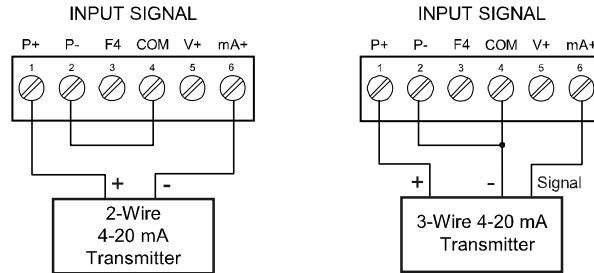 INPUT SIGNAL
P+ P- F4 COM V+ mA+
1 2 3 4 5 6
+ -
2-Wire
4-20 mA
Transmitter
INPUT SIGNAL
P+ P- F4 COM V+ mA+
1 2 3 4 5 6
+ - Signal
3-Wire 4-20 mA
Transmitter